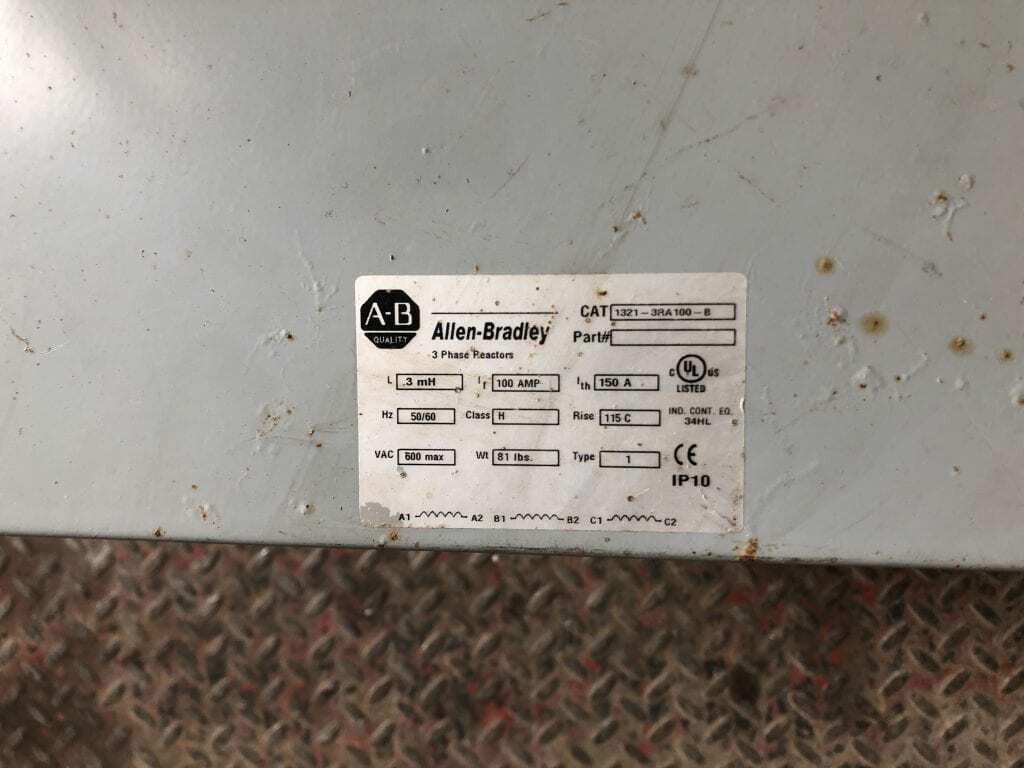 A-B
QUALITY
Allen-Bradley
3 Phase Reactors
CAT 1321-3RA100-B
Part#
L .3 mH If 100 AMP Ith 150 A
C UL US
LISTED
Hz 50/60 Class H Rise 115 C
IND. CONT. EQ.
34HL
VAC 600 max Wt 81 lbs. Type 1
CE
IP10
A1 A2 B1 B2 C1 C2